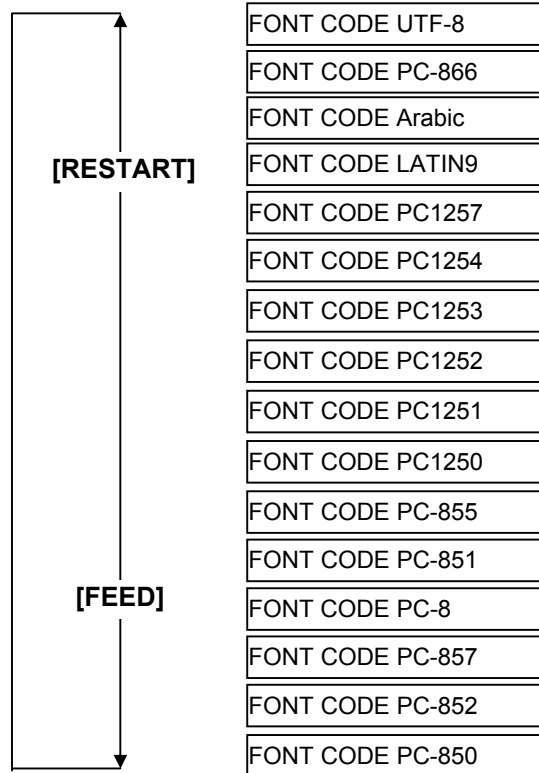 FONT CODE UTF-8
FONT CODE PC-866
FONT CODE Arabic
[RESTART]
FONT CODE LATIN9
FONT CODE PC1257
FONT CODE PC1254
FONT CODE PC1253
FONT CODE PC1252
FONT CODE PC1251
FONT CODE PC1250
FONT CODE PC-855
FONT CODE PC-851
[FEED]
FONT CODE PC-8
FONT CODE PC-857
FONT CODE PC-852
FONT CODE PC-850